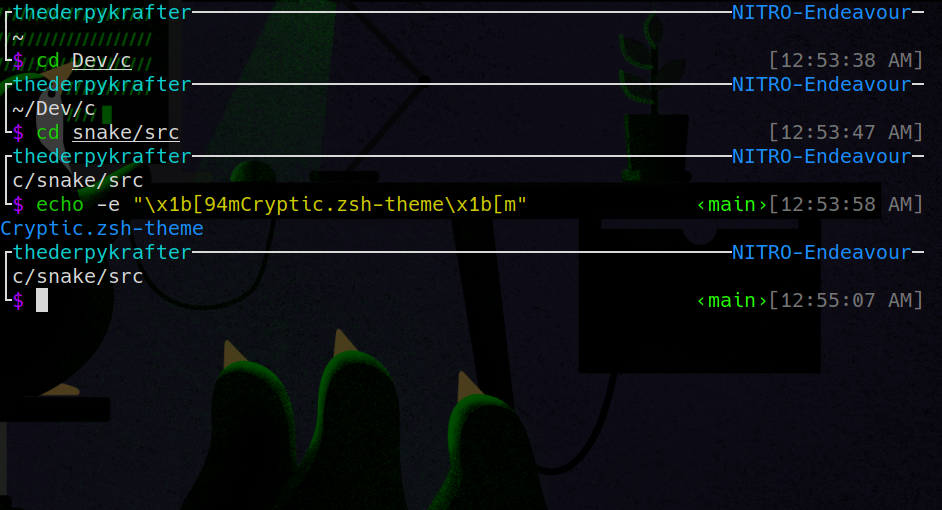 thederpykrafter NITRO-Endeavour
~
$ cd Dev/c [12:53:38 AM]
thederpykrafter NITRO-Endeavour
~/Dev/c
$ cd snake/src [12:53:47 AM]
thederpykrafter NITRO-Endeavour
c/snake/src
$ echo -e "\x1b[94mCryptic.zsh-theme\x1b[m" ‹main›[12:53:58 AM]
Cryptic.zsh-theme
thederpykrafter NITRO-Endeavour
c/snake/src
$ ‹main›[12:55:07 AM]